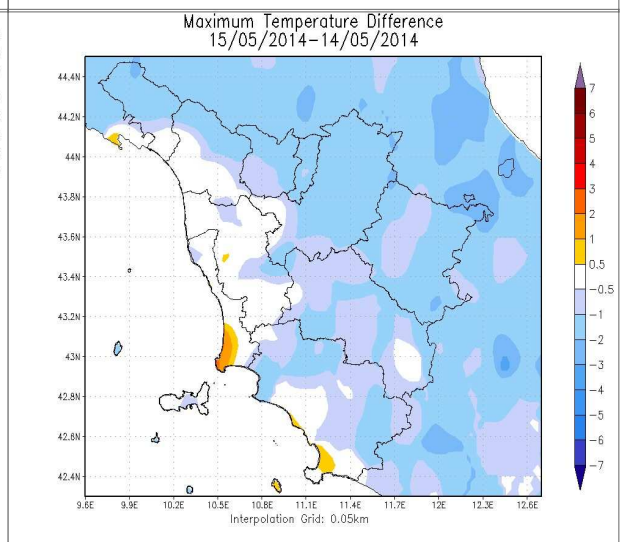 Maximum Temperature Difference
15/05/2014-14/05/2014
44.4N
44.2N
44N
43.8N
43.6N
43.4N
43.2N
43N
42.8N
42.6N
42.4N
9.6E 9.9E 10.2E 10.5E 10.8E 11.1E 11.4E 11.7E 12E 12.3E 12.6E
Interpolation Grid: 0.05km
7
6
5
4
3
2
1
0.5
-0.5
-1
-2
-3
-4
-5
-6
-7